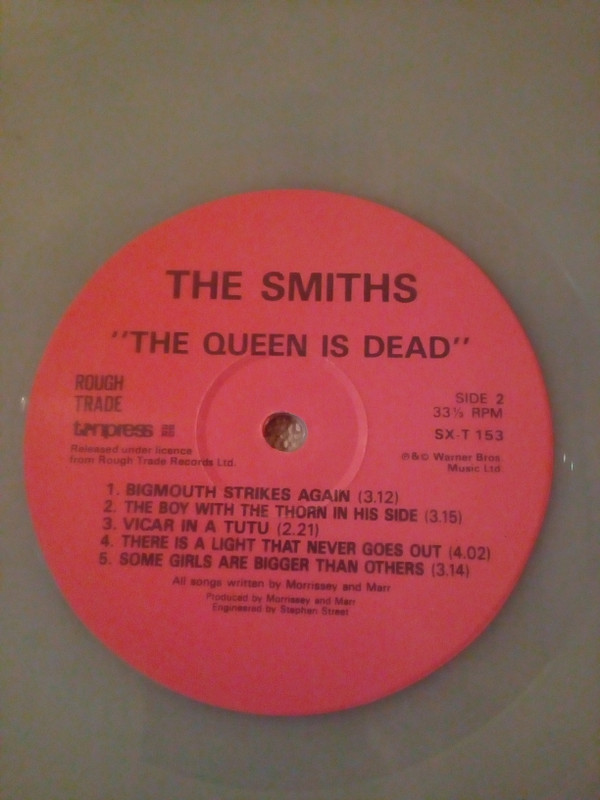 THE SMITHS
"THE QUEEN IS DEAD"
ROUGH
TRADE
tonpress
Released under licence
from Rough Trade Records Ltd.
SIDE 2
33⅓ RPM
SX-T 153
℗ & © Warner Bros
Music Ltd
1. BIGMOUTH STRIKES AGAIN (3.12)
2. THE BOY WITH THE THORN IN HIS SIDE (3.15)
3. VICAR IN A TUTU (2.21)
4. THERE IS A LIGHT THAT NEVER GOES OUT (4.02)
5. SOME GIRLS ARE BIGGER THAN OTHERS (3.14)
All songs written by Morrissey and Marr
Produced by Morrissey and Marr
Engineered by Stephen Street